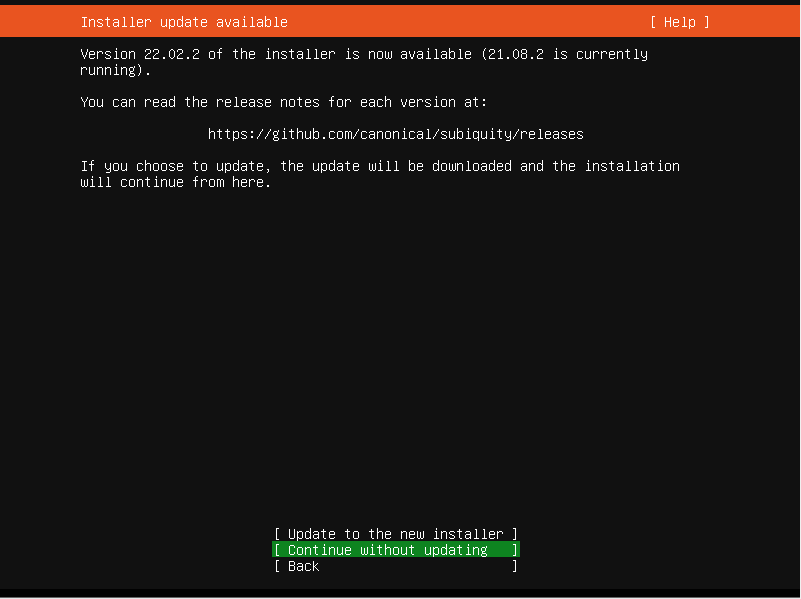 Installer update available [ Help ]
Version 22.02.2 of the installer is now available (21.08.2 is currently
running).
You can read the release notes for each version at:
https://github.com/canonical/subiquity/releases
If you choose to update, the update will be downloaded and the installation
will continue from here.
[ Update to the new installer ]
[ Continue without updating ]
[ Back ]